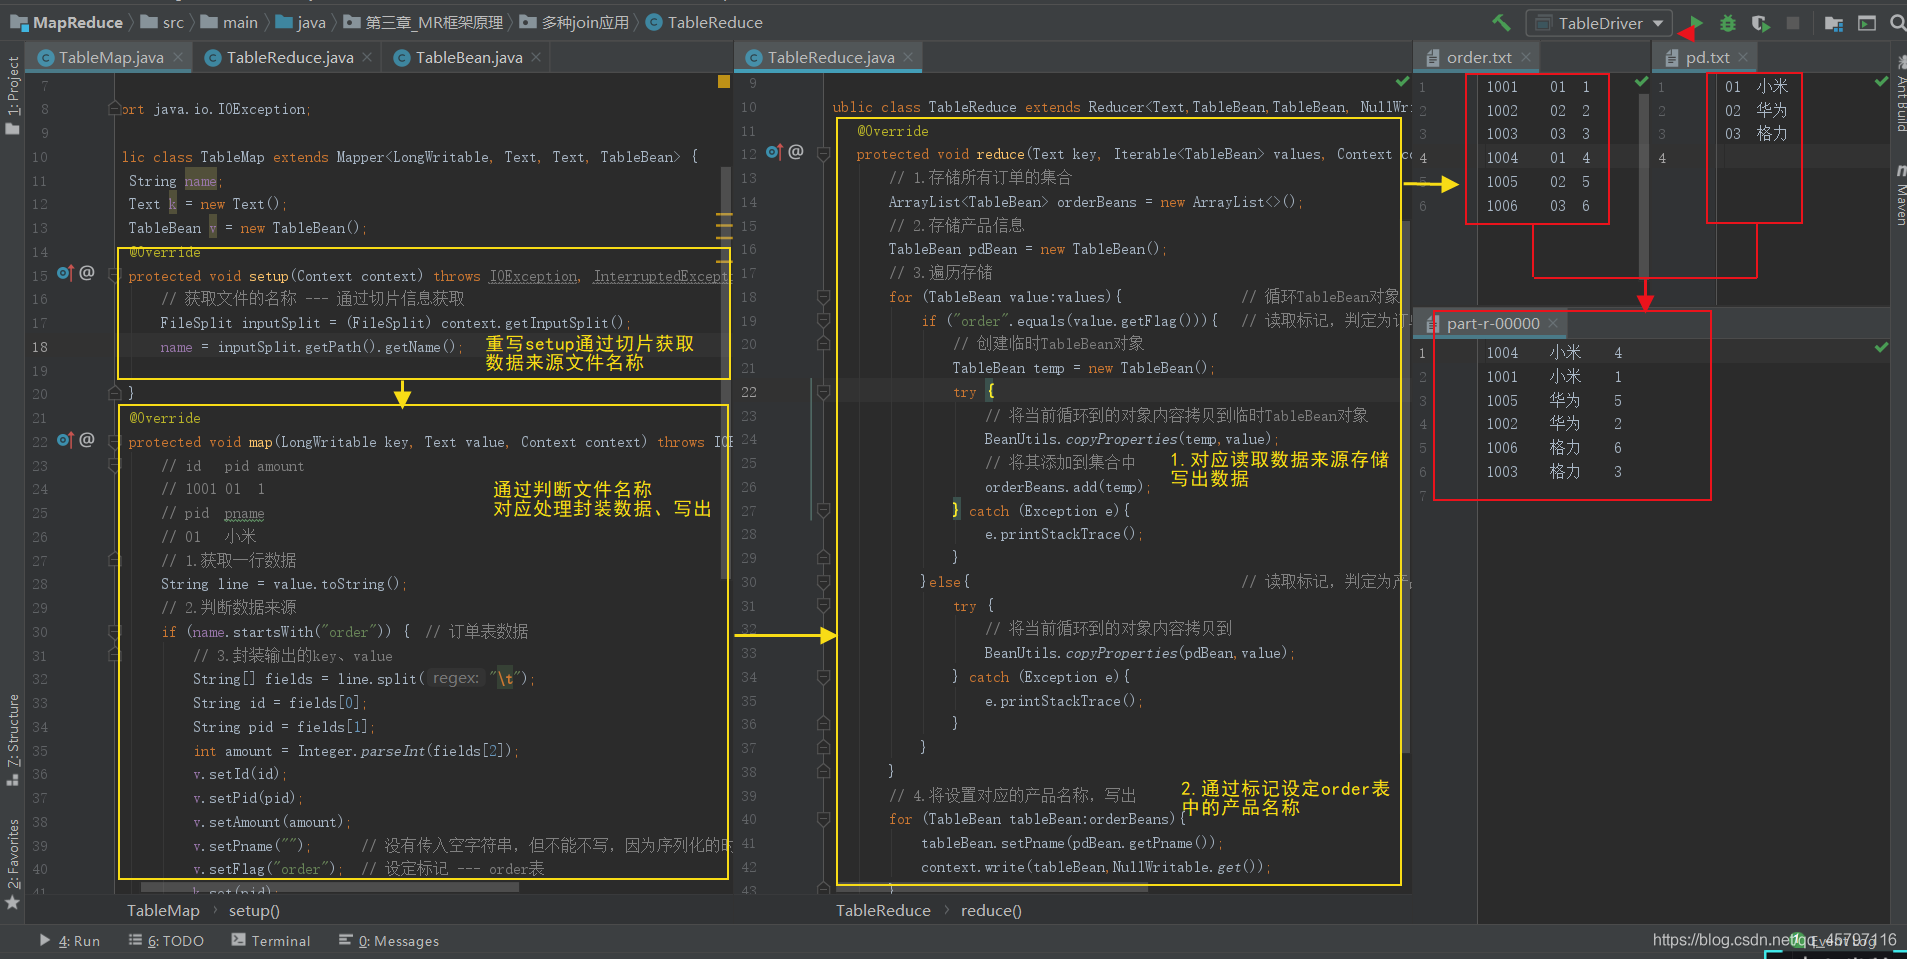 MapReduce
src
main
java
第三章_MR框架原理
多种join应用
TableReduce
TableDriver
1: Project
7: Structure
2: Favorites
TableMap.java
TableReduce.java
TableBean.java
7
8 ort java.io.IOException;
9
10 lic class TableMap extends Mapper<LongWritable, Text, Text, TableBean> {
11 String name;
12 Text k = new Text();
13 TableBean v = new TableBean();
14 @Override
15 protected void setup(Context context) throws IOException, InterruptedExcept
16 // 获取文件的名称 --- 通过切片信息获取
17 FileSplit inputSplit = (FileSplit) context.getInputSplit();
18 name = inputSplit.getPath().getName();
重写setup通过切片获取
数据来源文件名称
19
20 }
21 @Override
22 protected void map(LongWritable key, Text value, Context context) throws IOE
23 // id pid amount
24 // 1001 01 1
25 // pid pname
26 // 01 小米
通过判断文件名称
对应处理封装数据、写出
27 // 1.获取一行数据
28 String line = value.toString();
29 // 2.判断数据来源
30 if (name.startsWith("order")) { // 订单表数据
31 // 3.封装输出的key、value
32 String[] fields = line.split( regex: "\t");
33 String id = fields[0];
34 String pid = fields[1];
35 int amount = Integer.parseInt(fields[2]);
36 v.setId(id);
37 v.setPid(pid);
38 v.setAmount(amount);
39 v.setPname(""); // 没有传入空字符串，但不能不写，因为序列化的时
40 v.setFlag("order"); // 设定标记 --- order表
41 k.set(pid);
TableMap
setup()
TableReduce.java
9
10 ublic class TableReduce extends Reducer<Text,TableBean,TableBean, NullWri
11 @Override
12 protected void reduce(Text key, Iterable<TableBean> values, Context co
13 // 1.存储所有订单的集合
14 ArrayList<TableBean> orderBeans = new ArrayList<>();
15 // 2.存储产品信息
16 TableBean pdBean = new TableBean();
17 // 3.遍历存储
18 for (TableBean value:values){ // 循环TableBean对象
19 if ("order".equals(value.getFlag())){ // 读取标记，判定为订单
20 // 创建临时TableBean对象
21 TableBean temp = new TableBean();
22 try {
23 // 将当前循环到的对象内容拷贝到临时TableBean对象
24 BeanUtils.copyProperties(temp,value);
25 // 将其添加到集合中
26 orderBeans.add(temp);
1.对应读取数据来源存储
写出数据
27 } catch (Exception e){
28 e.printStackTrace();
29 }
30 }else{ // 读取标记，判定为产品
31 try {
32 // 将当前循环到的对象内容拷贝到
33 BeanUtils.copyProperties(pdBean,value);
34 } catch (Exception e){
35 e.printStackTrace();
36 }
37 }
38 }
39 // 4.将设置对应的产品名称，写出
2.通过标记设定order表
中的产品名称
40 for (TableBean tableBean:orderBeans){
41 tableBean.setPname(pdBean.getPname());
42 context.write(tableBean,NullWritable.get());
43 }
TableReduce
reduce()
order.txt
1 1001 01 1
2 1002 02 2
3 1003 03 3
4 1004 01 4
5 1005 02 5
6 1006 03 6
pd.txt
1 01 小米
2 02 华为
3 03 格力
4
part-r-00000
1 1004 小米 4
2 1001 小米 1
3 1005 华为 5
4 1002 华为 2
5 1006 格力 6
6 1003 格力 3
7
Ant Build
Maven
4: Run
6: TODO
Terminal
0: Messages
https://blog.csdn.net/qq_45797116